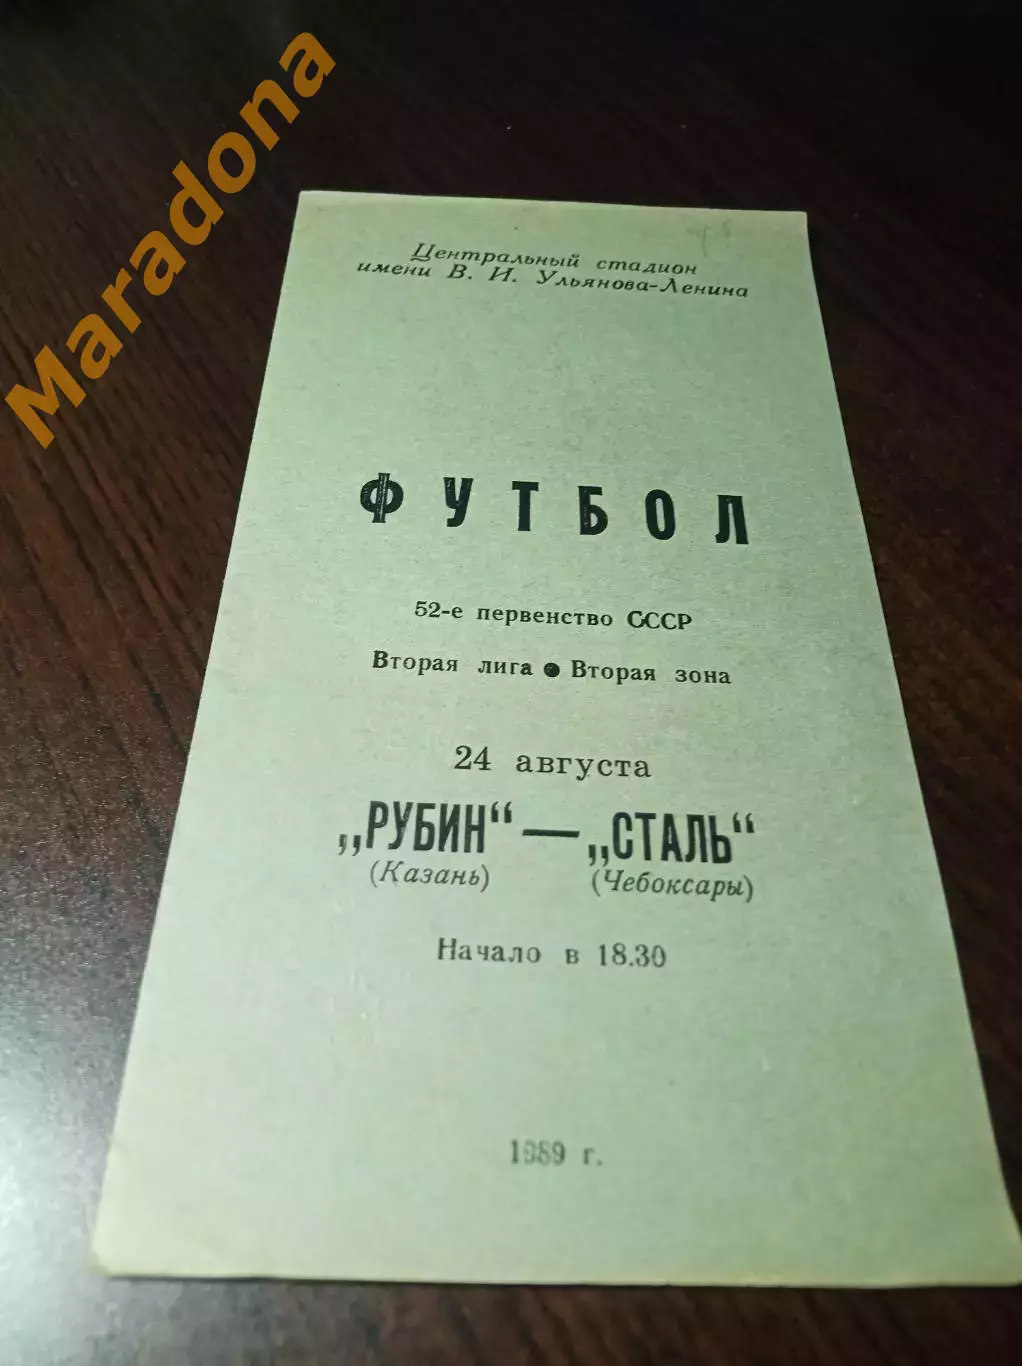 Maradona
Центральный стадион
имени В. И. Ульянова-Ленина
ФУТБОЛ
52-е первенство СССР
Вторая лига ● Вторая зона
24 августа
„РУБИН“ — „СТАЛЬ“
(Казань) (Чебоксары)
Начало в 18.30
1989 г.